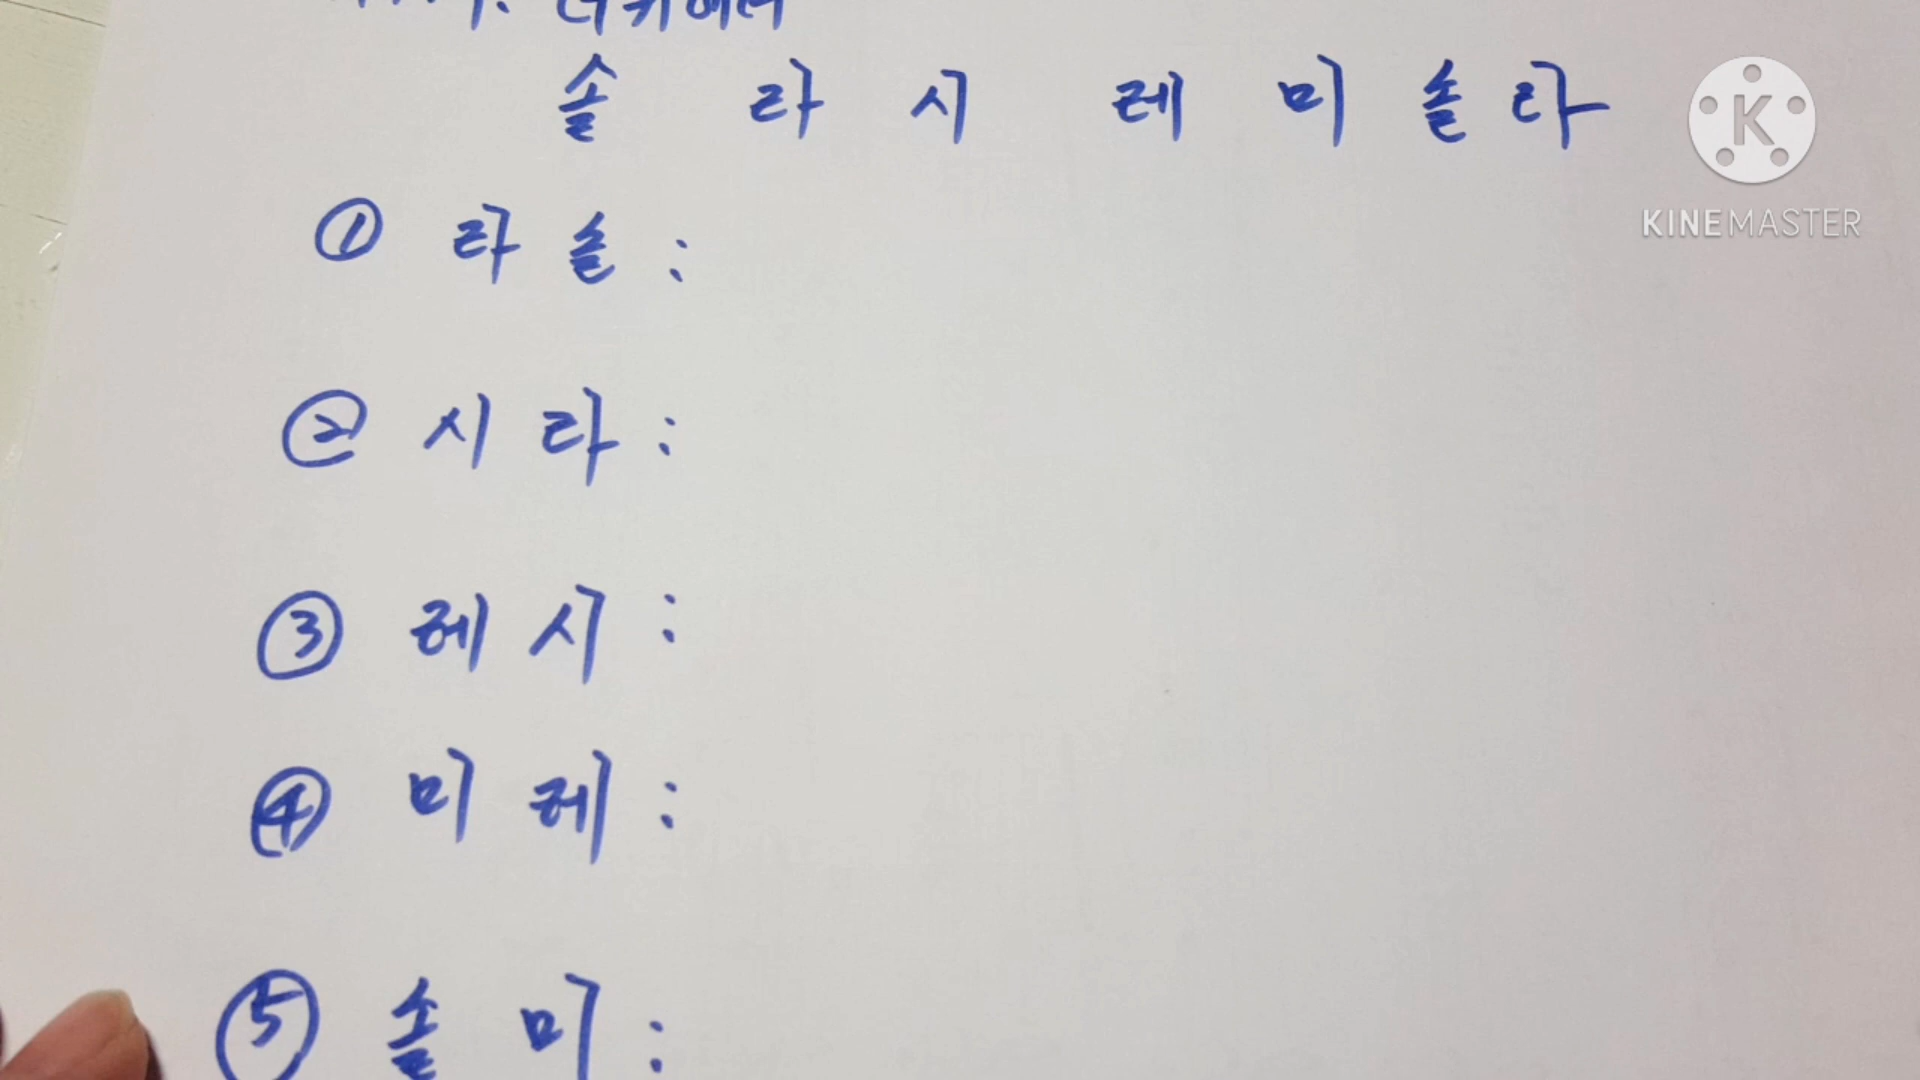 솔 라 시 레 미 솔 라
① 라 솔 :
② 시 라 :
③ 레 시 :
④ 미 레 :
⑤ 솔 미 :
K
KINEMASTER